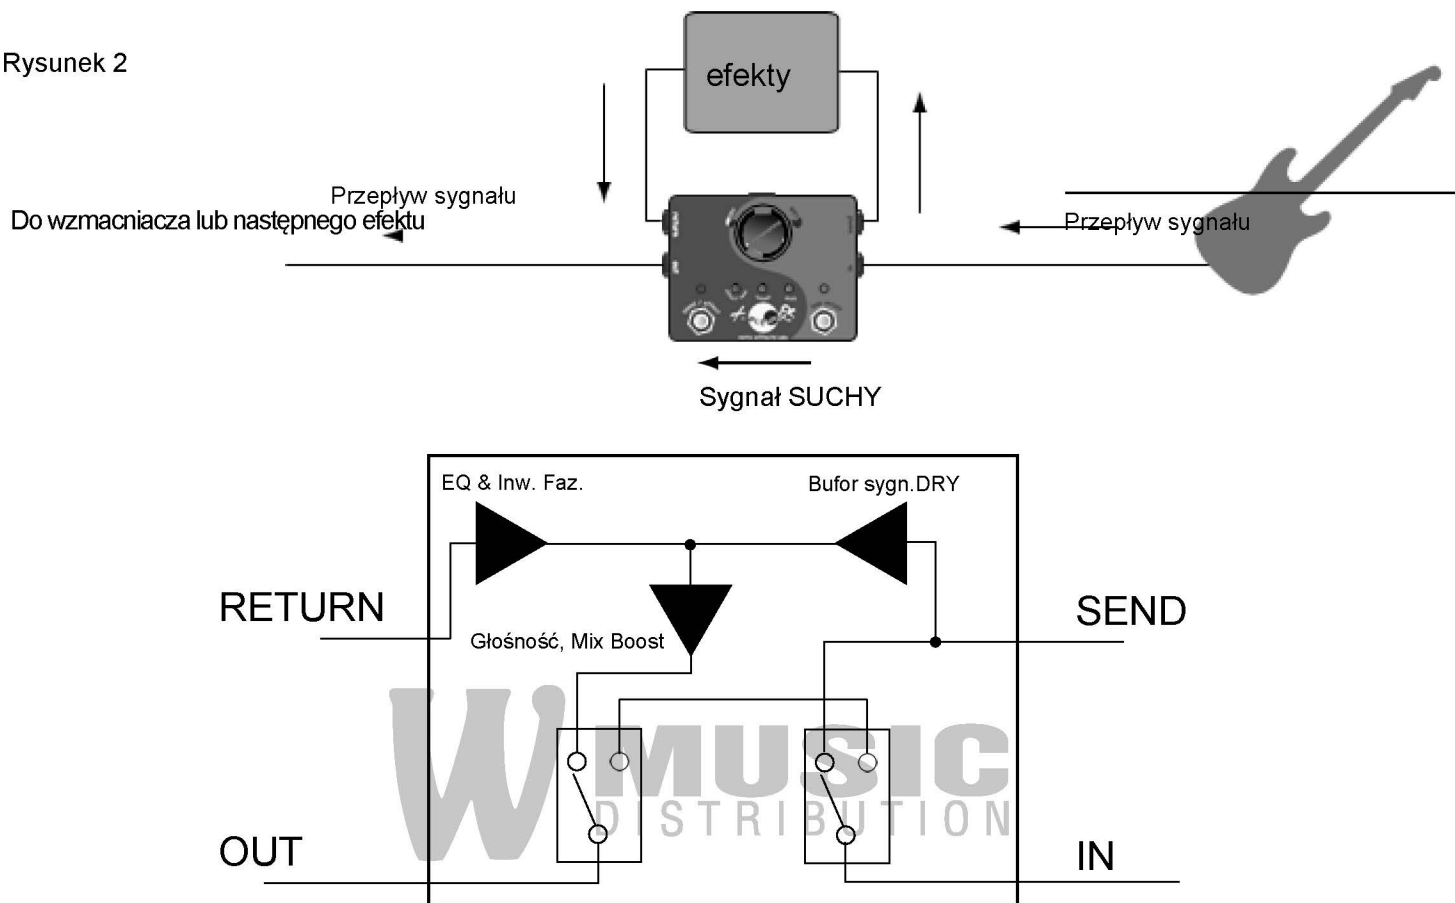 Rysunek 2
efekty
Przepływ sygnału
Do wzmacniacza lub następnego efektu
Przepływ sygnału
Sygnał SUCHY
EQ & Inw. Faz.
Bufor sygn.DRY
RETURN
SEND
Głośność, Mix Boost
W MUSIC
DISTRIBUTION
OUT
IN